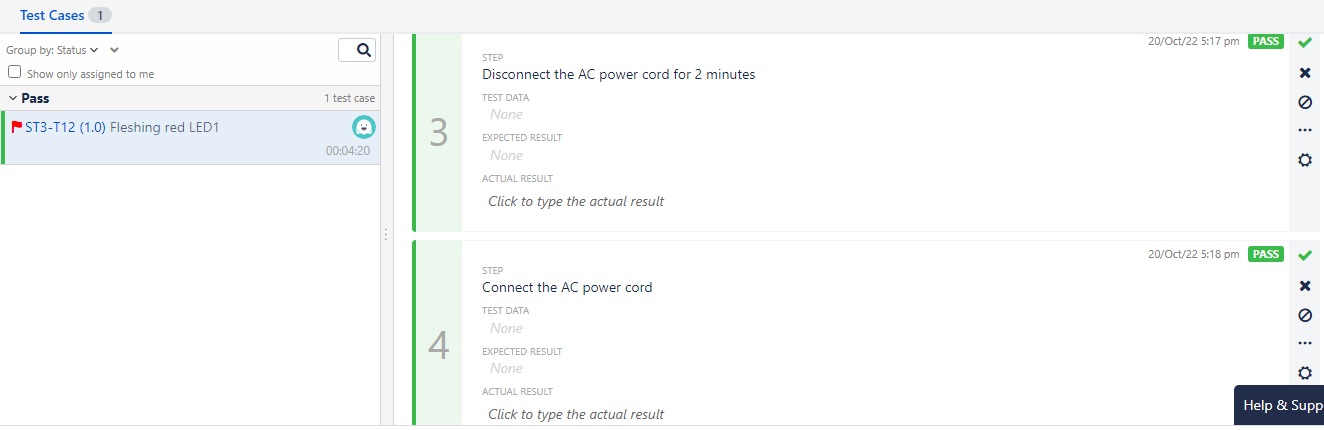 Test Cases 1
Group by: Status
Show only assigned to me
Pass 1 test case
ST3-T12 (1.0) Fleshing red LED1
00:04:20
20/Oct/22 5:17 pm PASS
STEP
Disconnect the AC power cord for 2 minutes
TEST DATA
None
3
EXPECTED RESULT
None
ACTUAL RESULT
Click to type the actual result
20/Oct/22 5:18 pm PASS
STEP
Connect the AC power cord
TEST DATA
None
4
EXPECTED RESULT
None
ACTUAL RESULT
Click to type the actual result
Help & Supp